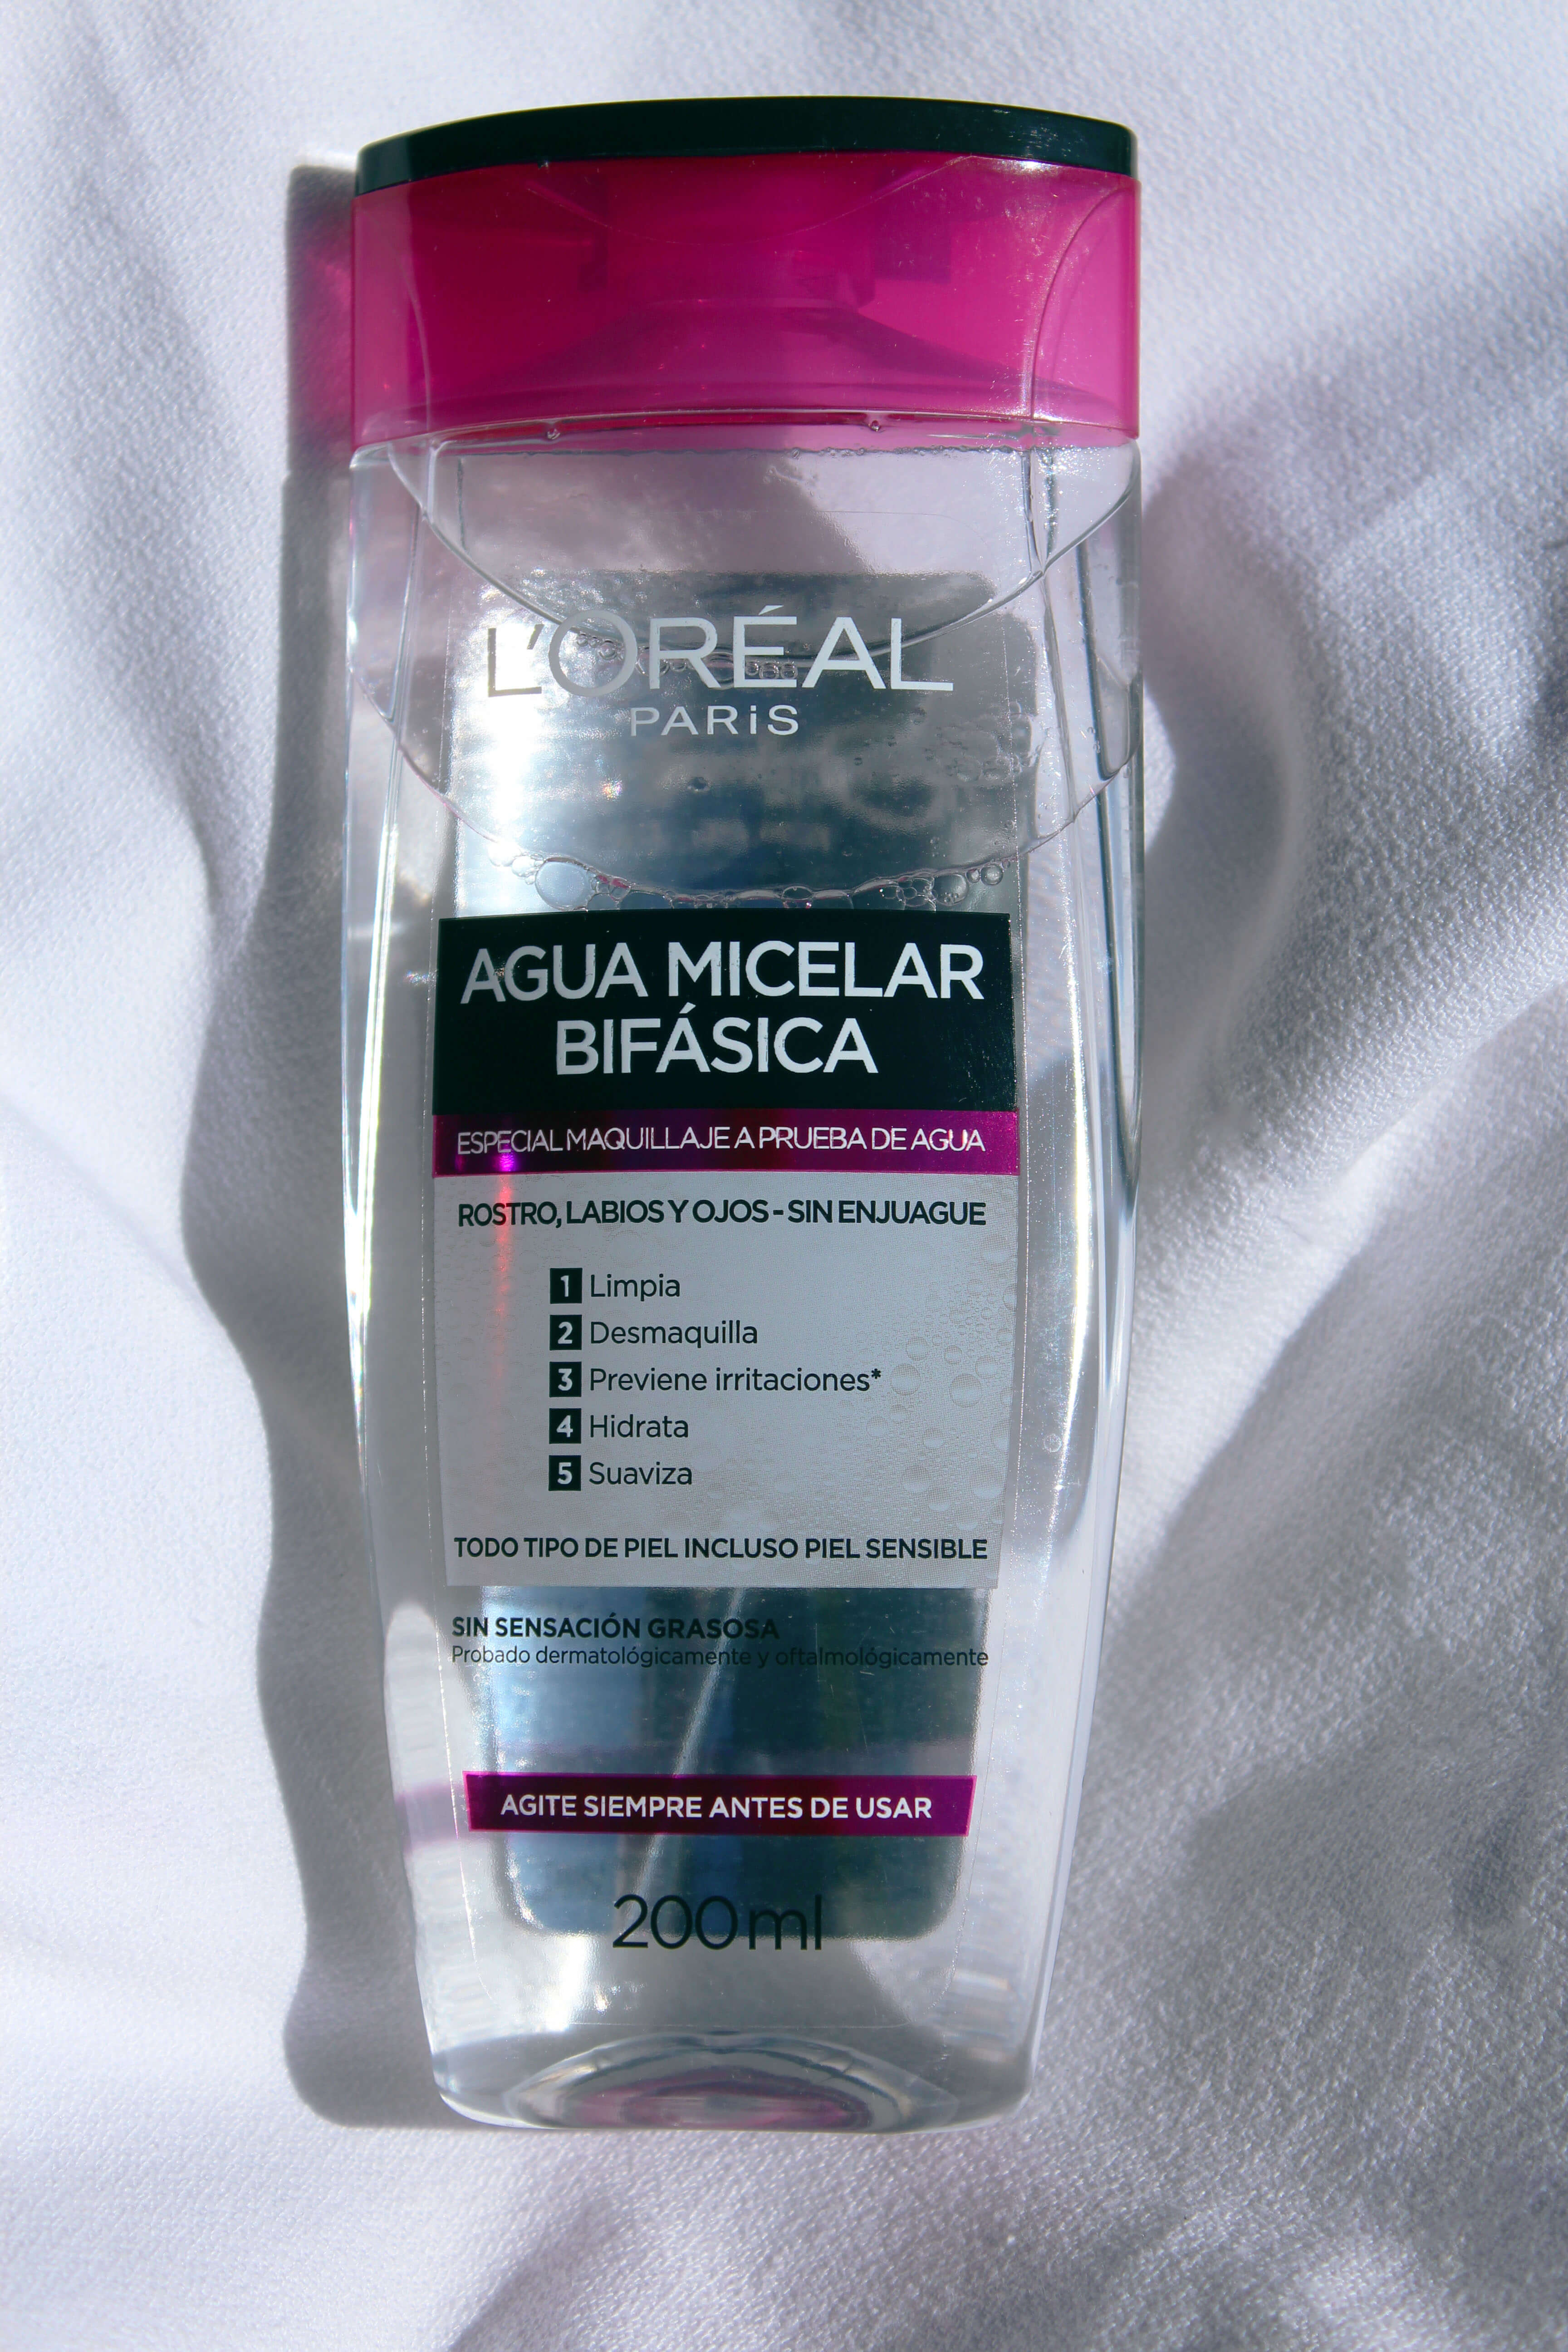 L'ORÉAL
PARiS
AGUA MICELAR
BIFÁSICA
ESPECIAL MAQUILLAJE A PRUEBA DE AGUA
ROSTRO, LABIOS Y OJOS - SIN ENJUAGUE
1 Limpia
2 Desmaquilla
3 Previene irritaciones*
4 Hidrata
5 Suaviza
TODO TIPO DE PIEL INCLUSO PIEL SENSIBLE
SIN SENSACIÓN GRASOSA
Probado dermatológicamente y oftalmológicamente
AGITE SIEMPRE ANTES DE USAR
200ml